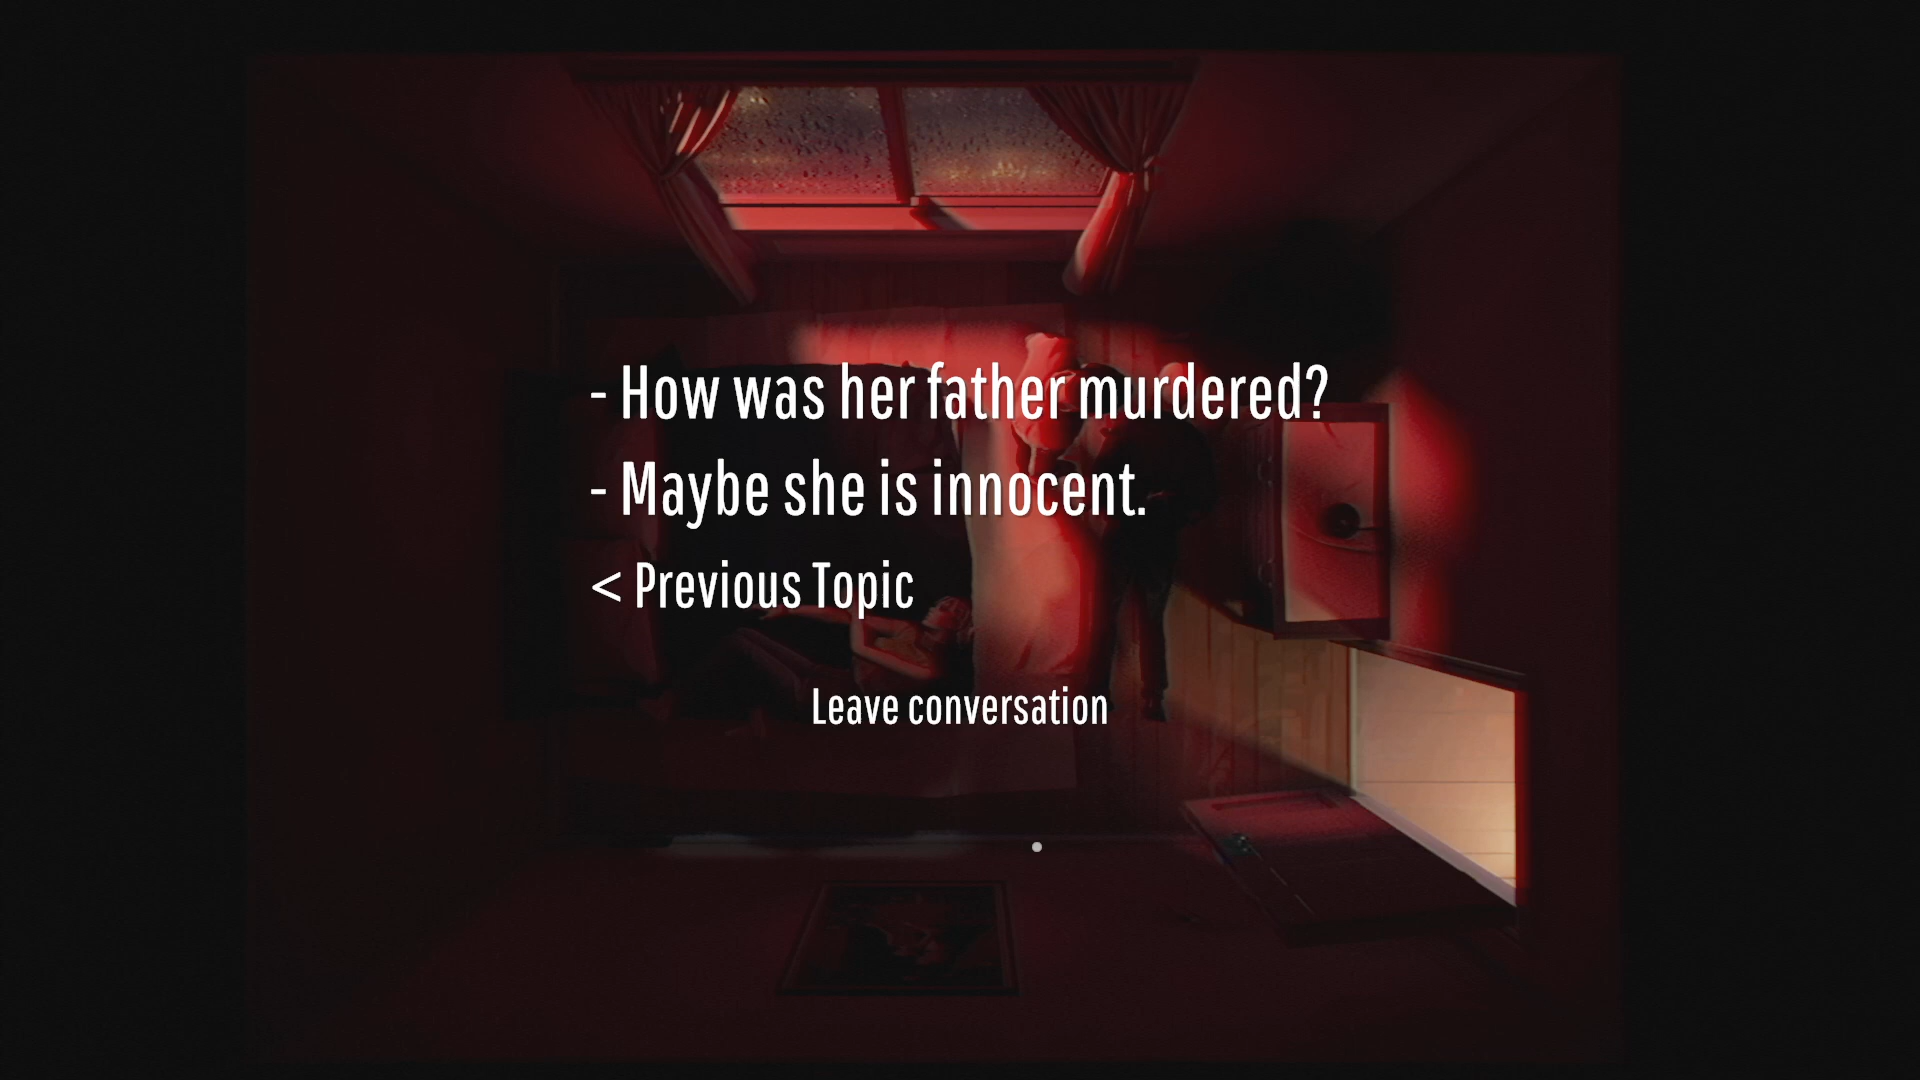 - How was her father murdered?
- Maybe she is innocent.
< Previous Topic
Leave conversation